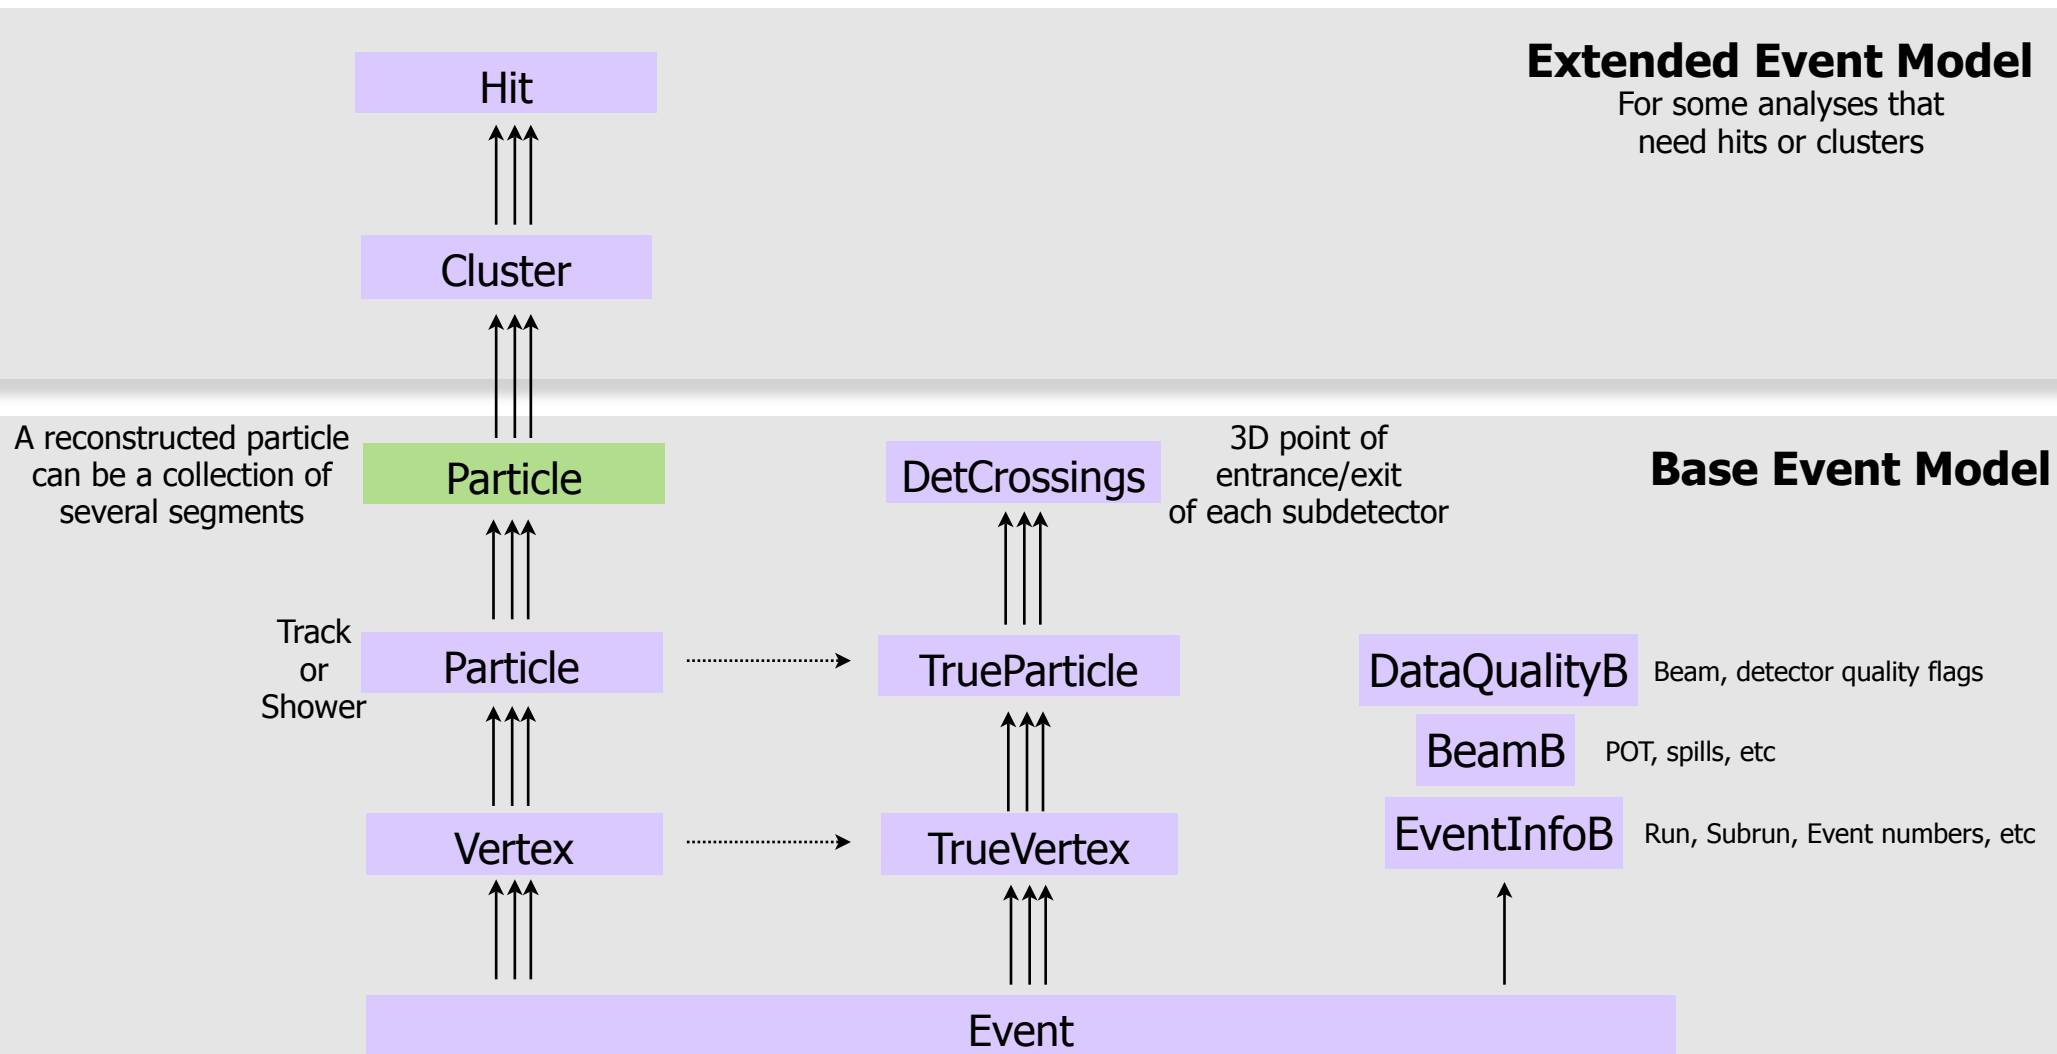 Extended Event Model
For some analyses that
need hits or clusters
Hit
Cluster
A reconstructed particle
can be a collection of
several segments
Particle
DetCrossings
3D point of
entrance/exit
of each subdetector
Base Event Model
Track
or
Shower
Particle
TrueParticle
DataQualityB
Beam, detector quality flags
BeamB
POT, spills, etc
Vertex
TrueVertex
EventInfoB
Run, Subrun, Event numbers, etc
Event